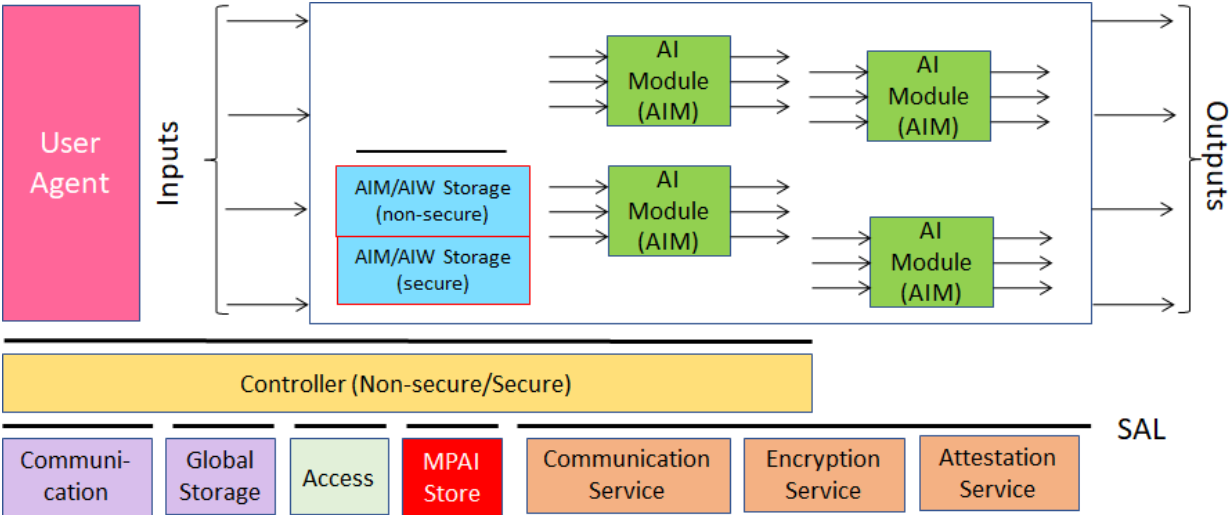 User
Agent
Inputs
AI
Module
(AIM)
AI
Module
(AIM)
AIM/AIW Storage
(non-secure)
AIM/AIW Storage
(secure)
AI
Module
(AIM)
AI
Module
(AIM)
Outputs
Controller (Non-secure/Secure)
SAL
Communi-
cation
Global
Storage
Access
MPAI
Store
Communication
Service
Encryption
Service
Attestation
Service